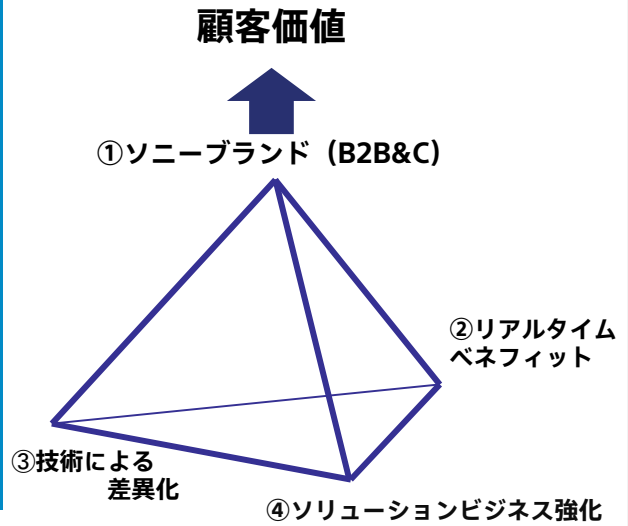 顧客価値
①ソニーブランド（B2B&C）
②リアルタイム
ベネフィット
③技術による
差異化
④ソリューションビジネス強化